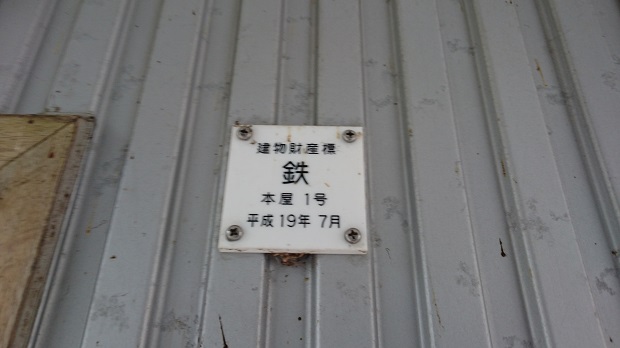 建物財産標
鉄
本屋 1号
平成19年 7月